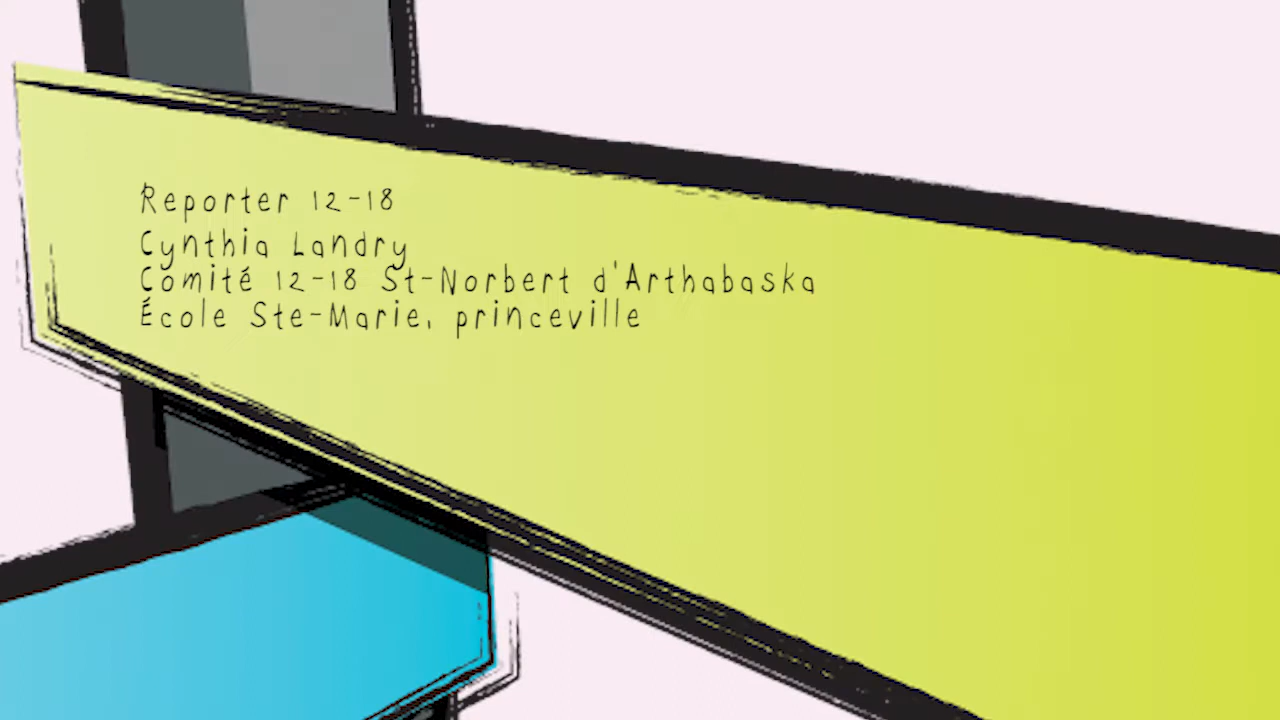 Reporter 12-18
Cynthia Landry
Comité 12-18 St-Norbert d'Arthabaska
École Ste-Marie, princeville